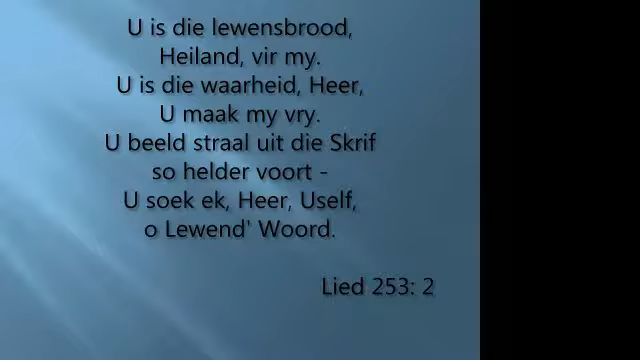 U is die lewensbrood,
Heiland, vir my.
U is die waarheid, Heer,
U maak my vry.
U beeld straal uit die Skrif
so helder voort -
U soek ek, Heer, Uself,
o Lewend' Woord.
Lied 253: 2